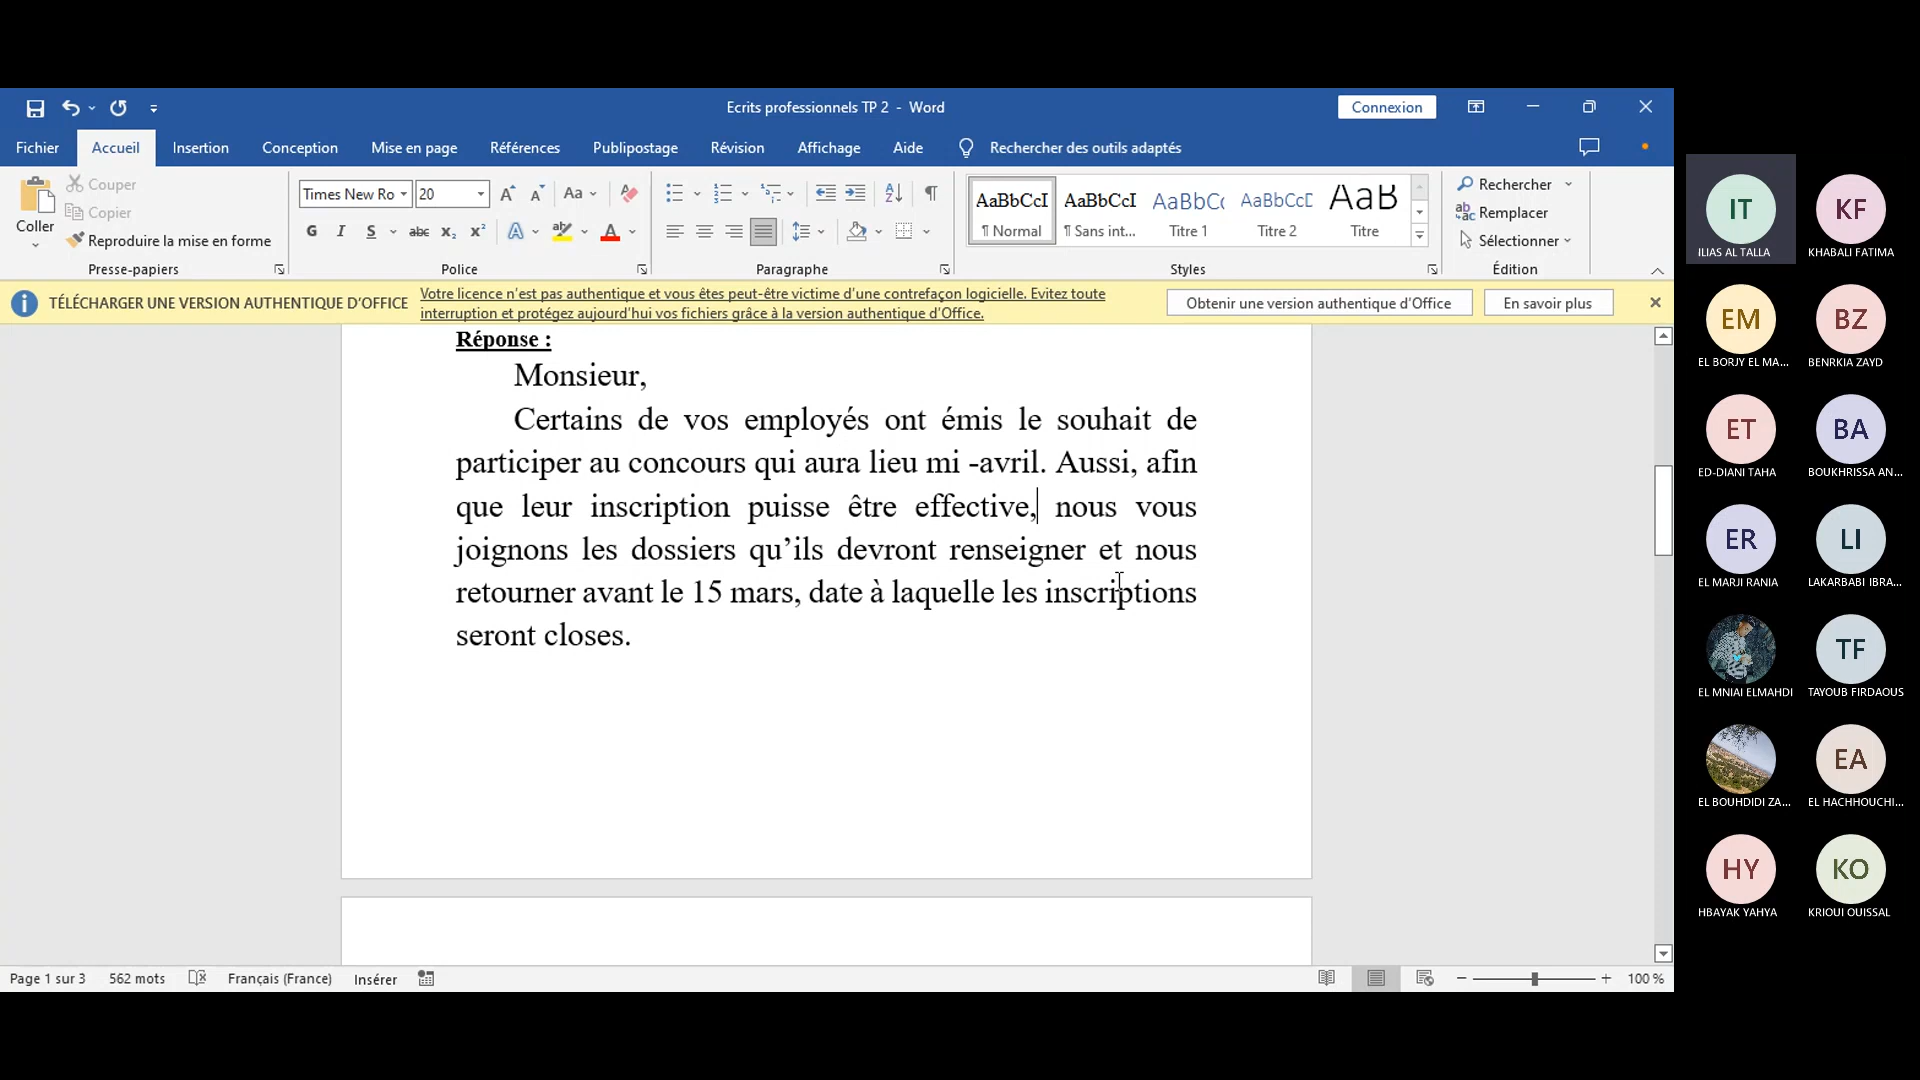 Ecrits professionnels TP 2 - Word
Connexion
Fichier
Accueil
Insertion
Conception
Mise en page
Références
Publipostage
Révision
Affichage
Aide
Rechercher des outils adaptés
Coller
Couper
Copier
Reproduire la mise en forme
Presse-papiers
Times New Ro
20
Aa
G I S abc x₂ x² A ab A
Police
Paragraphe
AaBbCcI AaBbCcI AaBbCc AaBbCcD AaB
¶ Normal
¶ Sans int...
Titre 1
Titre 2
Titre
Styles
Rechercher
Remplacer
Sélectionner
Édition
TÉLÉCHARGER UNE VERSION AUTHENTIQUE D’OFFICE
Votre licence n’est pas authentique et vous êtes peut-être victime d’une contrefaçon logicielle. Evitez toute
interruption et protégez aujourd’hui vos fichiers grâce à la version authentique d’Office.
Obtenir une version authentique d’Office
En savoir plus
Réponse :
Monsieur,
Certains de vos employés ont émis le souhait de
participer au concours qui aura lieu mi -avril. Aussi, afin
que leur inscription puisse être effective, nous vous
joignons les dossiers qu’ils devront renseigner et nous
retourner avant le 15 mars, date à laquelle les inscriptions
seront closes.
Page 1 sur 3
562 mots
Français (France)
Insérer
100 %
IT
ILIAS AL TALLA
KF
KHABALI FATIMA
EM
EL BORJY EL MA...
BZ
BENRKIA ZAYD
ET
ED-DIANI TAHA
BA
BOUKHRISSA AN...
ER
EL MARJI RANIA
LI
LAKARBABI IBRA...
EL MNIAI ELMAHDI
TF
TAYOUB FIRDAOUS
EL BOUHDIDI ZA...
EA
EL HACHHOUCHI...
HY
HBAYAK YAHYA
KO
KRIOUI OUISSAL